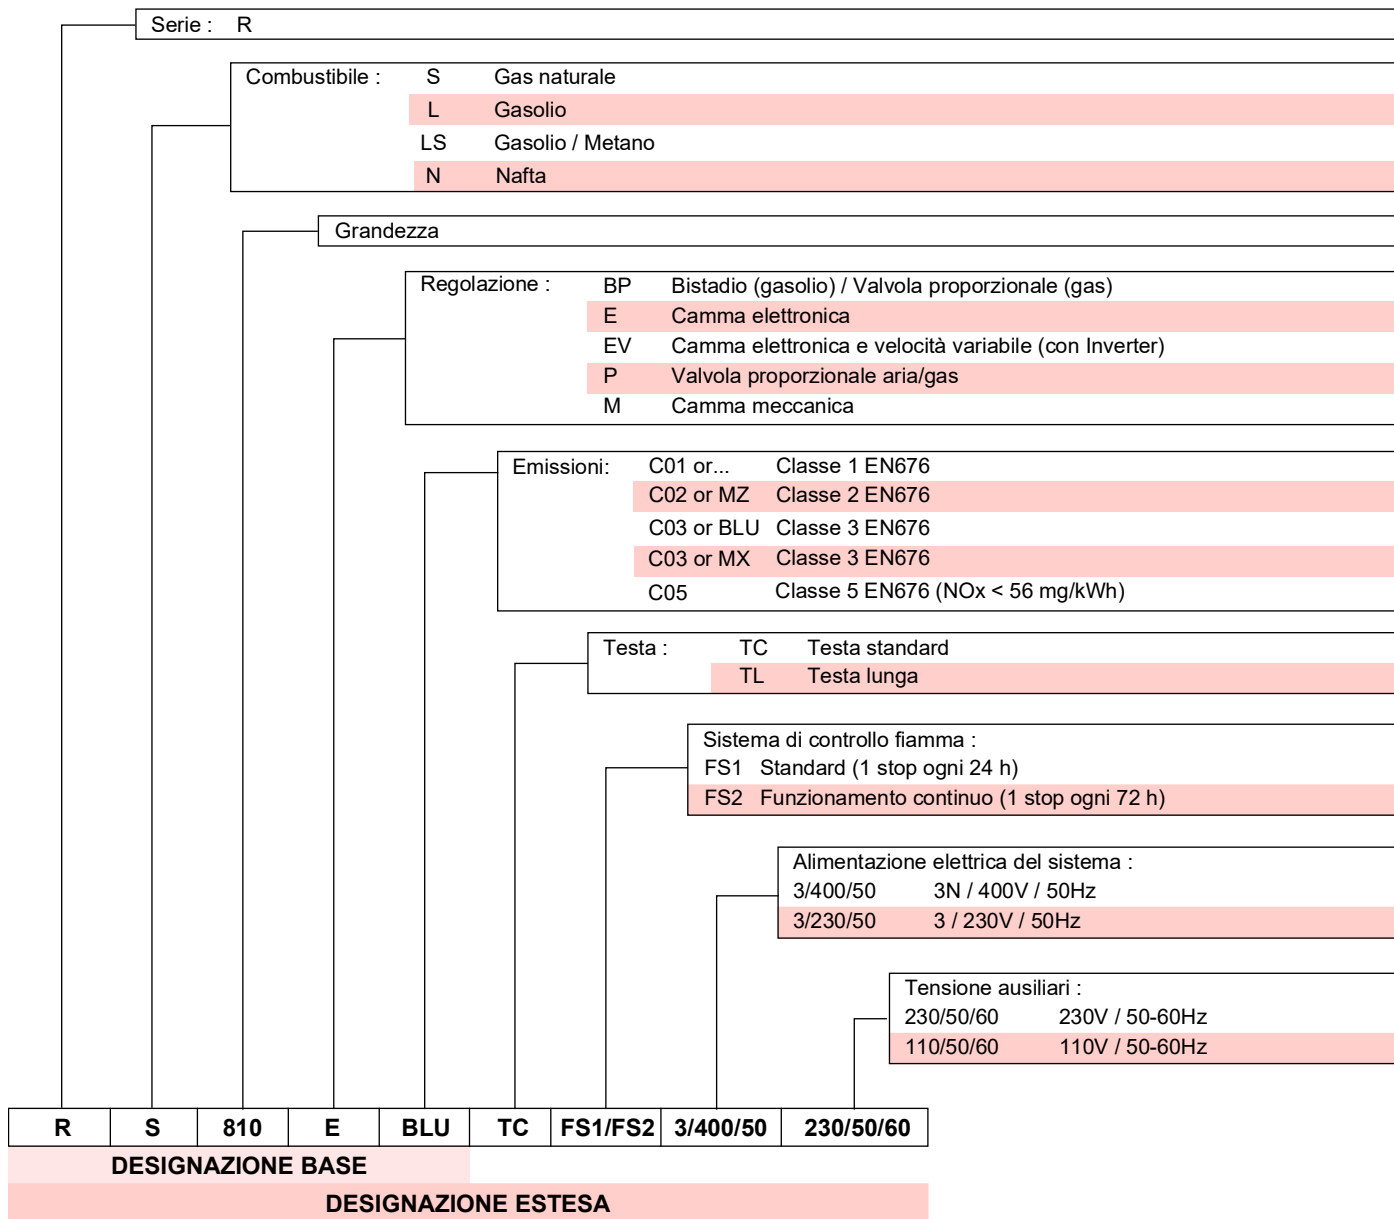 Serie : R
Combustibile : S Gas naturale
L Gasolio
LS Gasolio / Metano
N Nafta
Grandezza
Regolazione : BP Bistadio (gasolio) / Valvola proporzionale (gas)
E Camma elettronica
EV Camma elettronica e velocità variabile (con Inverter)
P Valvola proporzionale aria/gas
M Camma meccanica
Emissioni: C01 or... Classe 1 EN676
C02 or MZ Classe 2 EN676
C03 or BLU Classe 3 EN676
C03 or MX Classe 3 EN676
C05 Classe 5 EN676 (NOx < 56 mg/kWh)
Testa : TC Testa standard
TL Testa lunga
Sistema di controllo fiamma :
FS1 Standard (1 stop ogni 24 h)
FS2 Funzionamento continuo (1 stop ogni 72 h)
Alimentazione elettrica del sistema :
3/400/50 3N / 400V / 50Hz
3/230/50 3 / 230V / 50Hz
Tensione ausiliari :
230/50/60 230V / 50-60Hz
110/50/60 110V / 50-60Hz
R S 810 E BLU TC FS1/FS2 3/400/50 230/50/60
DESIGNAZIONE BASE
DESIGNAZIONE ESTESA